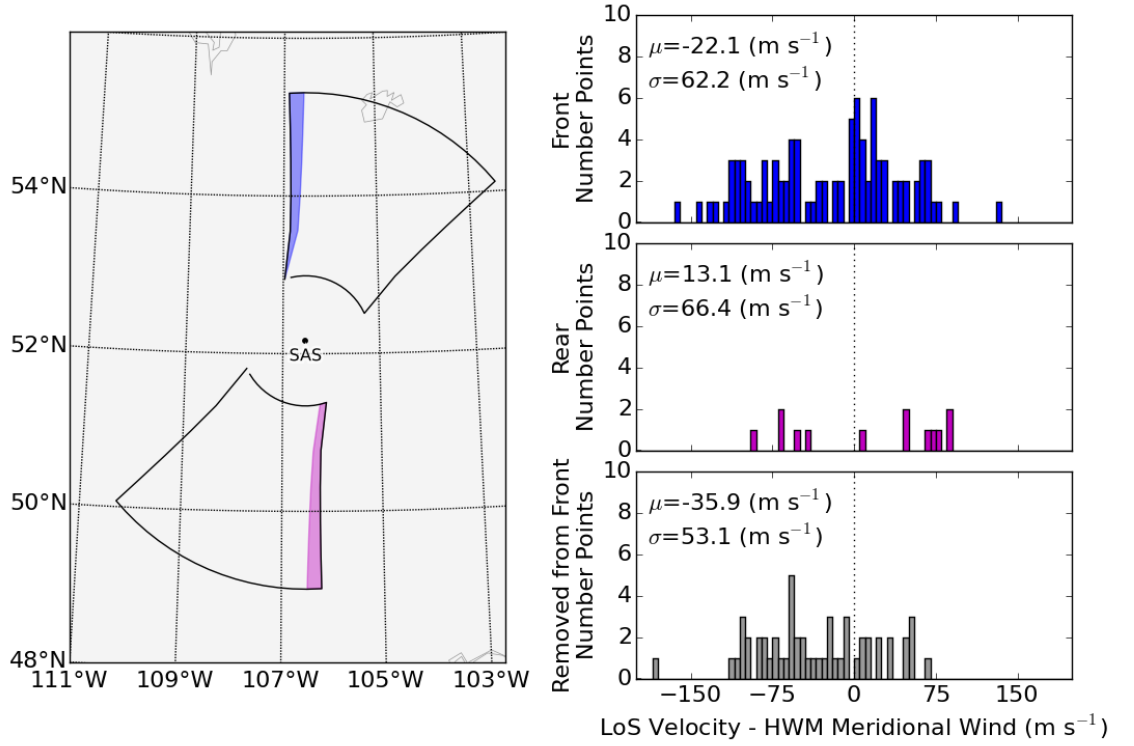 54°N
52°N
50°N
48°N
111°W
109°W
107°W
105°W
103°W
SAS
Front
Number Points
10
8
6
4
2
0
μ=-22.1 (m s⁻¹)
σ=62.2 (m s⁻¹)
Rear
Number Points
10
8
6
4
2
0
μ=13.1 (m s⁻¹)
σ=66.4 (m s⁻¹)
Removed from Front
Number Points
10
8
6
4
2
0
μ=-35.9 (m s⁻¹)
σ=53.1 (m s⁻¹)
−150
−75
0
75
150
LoS Velocity - HWM Meridional Wind (m s⁻¹)